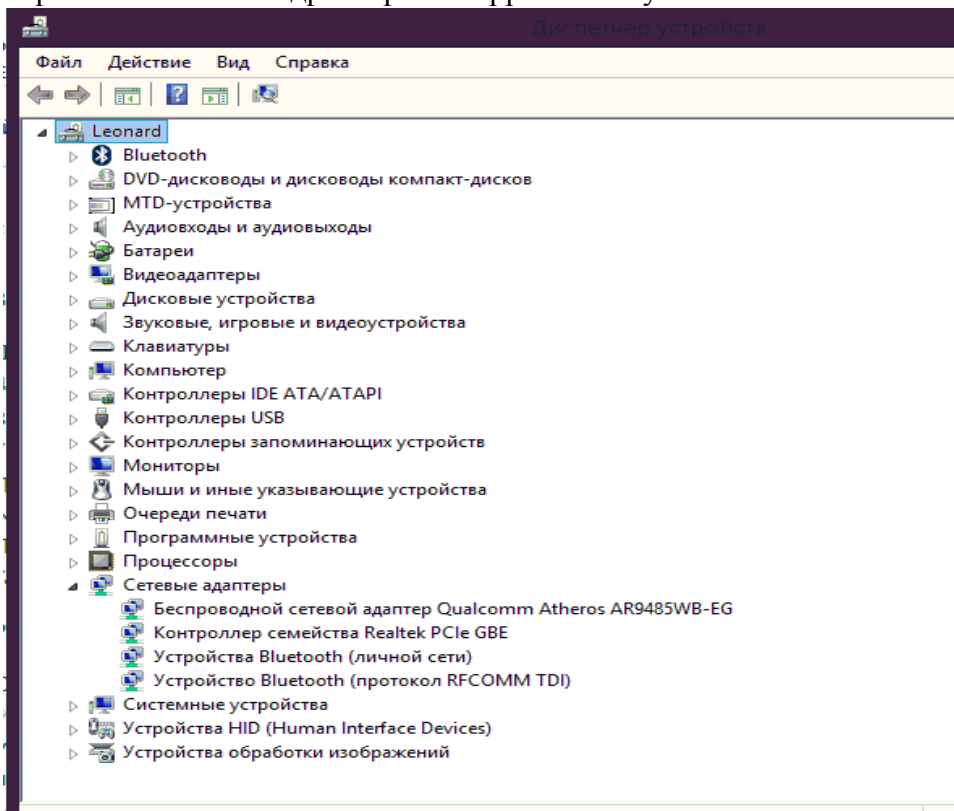 Диспетчер устройств
Файл Действие Вид Справка
Leonard
Bluetooth
DVD-дисководы и дисководы компакт-дисков
MTD-устройства
Аудиовходы и аудиовыходы
Батареи
Видеоадаптеры
Дисковые устройства
Звуковые, игровые и видеоустройства
Клавиатуры
Компьютер
Контроллеры IDE ATA/ATAPI
Контроллеры USB
Контроллеры запоминающих устройств
Мониторы
Мыши и иные указывающие устройства
Очереди печати
Программные устройства
Процессоры
Сетевые адаптеры
Беспроводной сетевой адаптер Qualcomm Atheros AR9485WB-EG
Контроллер семейства Realtek PCIe GBE
Устройства Bluetooth (личной сети)
Устройство Bluetooth (протокол RFCOMM TDI)
Системные устройства
Устройства HID (Human Interface Devices)
Устройства обработки изображений